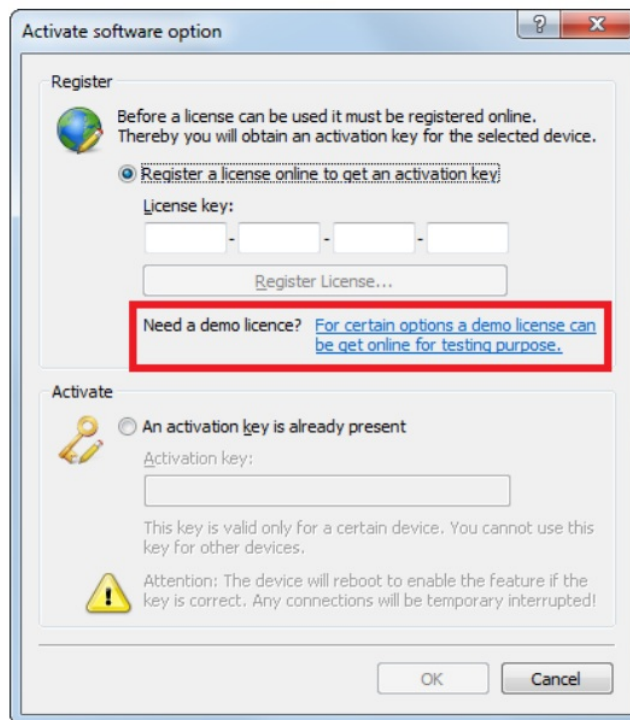 Activate software option
Register
Before a license can be used it must be registered online.
Thereby you will obtain an activation key for the selected device.
Register a license online to get an activation key
License key:
- - -
Register License...
Need a demo licence? For certain options a demo license can
be get online for testing purpose.
Activate
An activation key is already present
Activation key:
This key is valid only for a certain device. You cannot use this
key for other devices.
Attention: The device will reboot to enable the feature if the
key is correct. Any connections will be temporary interrupted!
OK Cancel